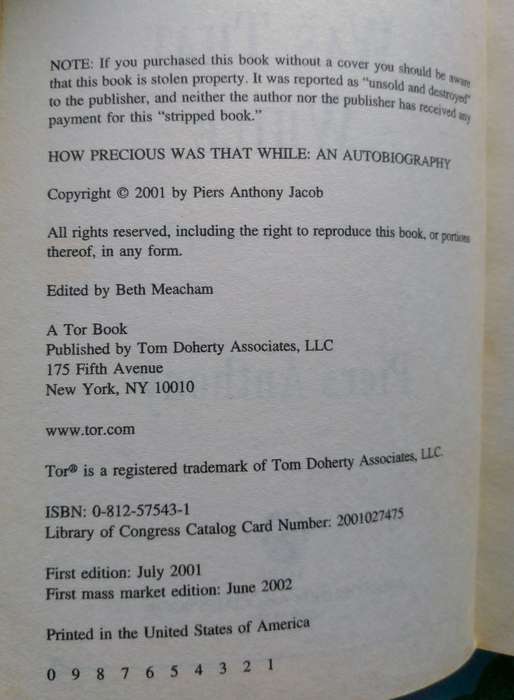 NOTE: If you purchased this book without a cover you should be aware
that this book is stolen property. It was reported as “unsold and destroyed”
to the publisher, and neither the author nor the publisher has received any
payment for this “stripped book.”
HOW PRECIOUS WAS THAT WHILE: AN AUTOBIOGRAPHY
Copyright © 2001 by Piers Anthony Jacob
All rights reserved, including the right to reproduce this book, or portions
thereof, in any form.
Edited by Beth Meacham
A Tor Book
Published by Tom Doherty Associates, LLC
175 Fifth Avenue
New York, NY 10010
www.tor.com
Tor® is a registered trademark of Tom Doherty Associates, LLC.
ISBN: 0-812-57543-1
Library of Congress Catalog Card Number: 2001027475
First edition: July 2001
First mass market edition: June 2002
Printed in the United States of America
0 9 8 7 6 5 4 3 2 1